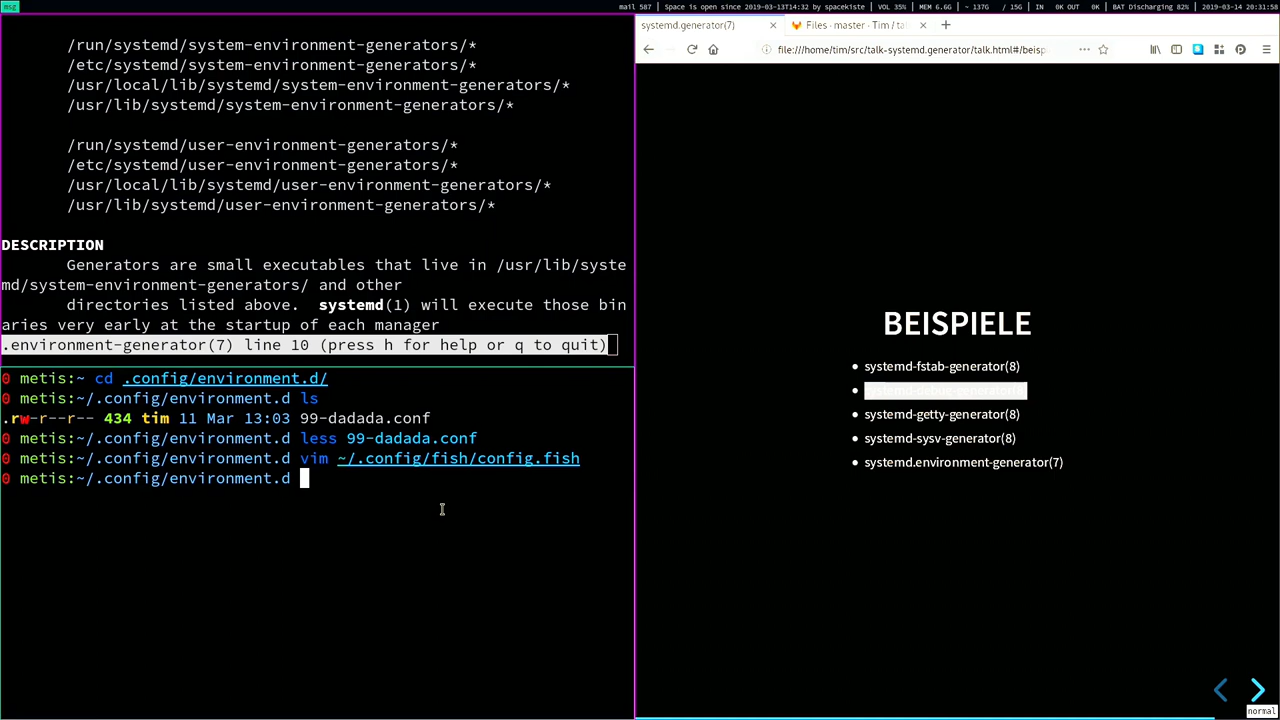 msg
mail 587 | Space is open since 2019-03-13T14:32 by spacekiste | VOL 35% | MEM 6.6G | ~ 137G / 15G | IN 0K OUT 0K | BAT Discharging 82% | 2019-03-14 20:31:58
/run/systemd/system-environment-generators/*
/etc/systemd/system-environment-generators/*
/usr/local/lib/systemd/system-environment-generators/*
/usr/lib/systemd/system-environment-generators/*
/run/systemd/user-environment-generators/*
/etc/systemd/user-environment-generators/*
/usr/local/lib/systemd/user-environment-generators/*
/usr/lib/systemd/user-environment-generators/*
DESCRIPTION
Generators are small executables that live in /usr/lib/syste
md/system-environment-generators/ and other
directories listed above. systemd(1) will execute those bin
aries very early at the startup of each manager
.environment-generator(7) line 10 (press h for help or q to quit)
0 metis:~ cd .config/environment.d/
0 metis:~/.config/environment.d ls
.rw-r--r-- 434 tim 11 Mar 13:03 99-dadada.conf
0 metis:~/.config/environment.d less 99-dadada.conf
0 metis:~/.config/environment.d vim ~/.config/fish/config.fish
0 metis:~/.config/environment.d
systemd.generator(7)
Files · master · Tim / tal
file:///home/tim/src/talk-systemd.generator/talk.html#/beisp
BEISPIELE
systemd-fstab-generator(8)
systemd-getty-generator(8)
systemd-sysv-generator(8)
systemd.environment-generator(7)
normal